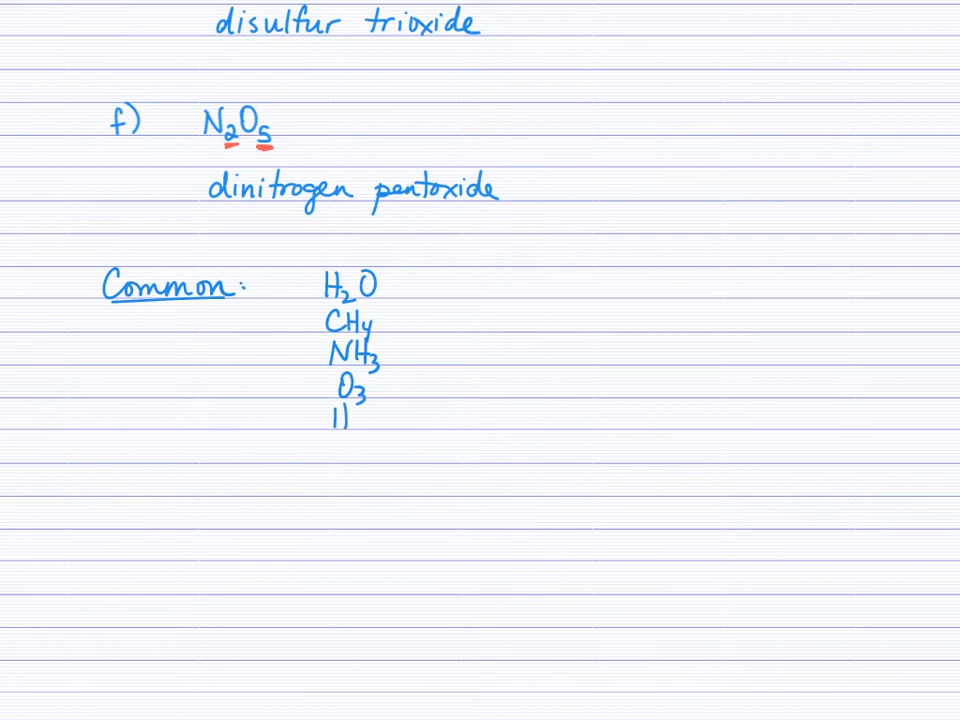 disulfur trioxide
f) N₂O₅
dinitrogen pentoxide
Common: H₂O
CH₄
NH₃
O₃